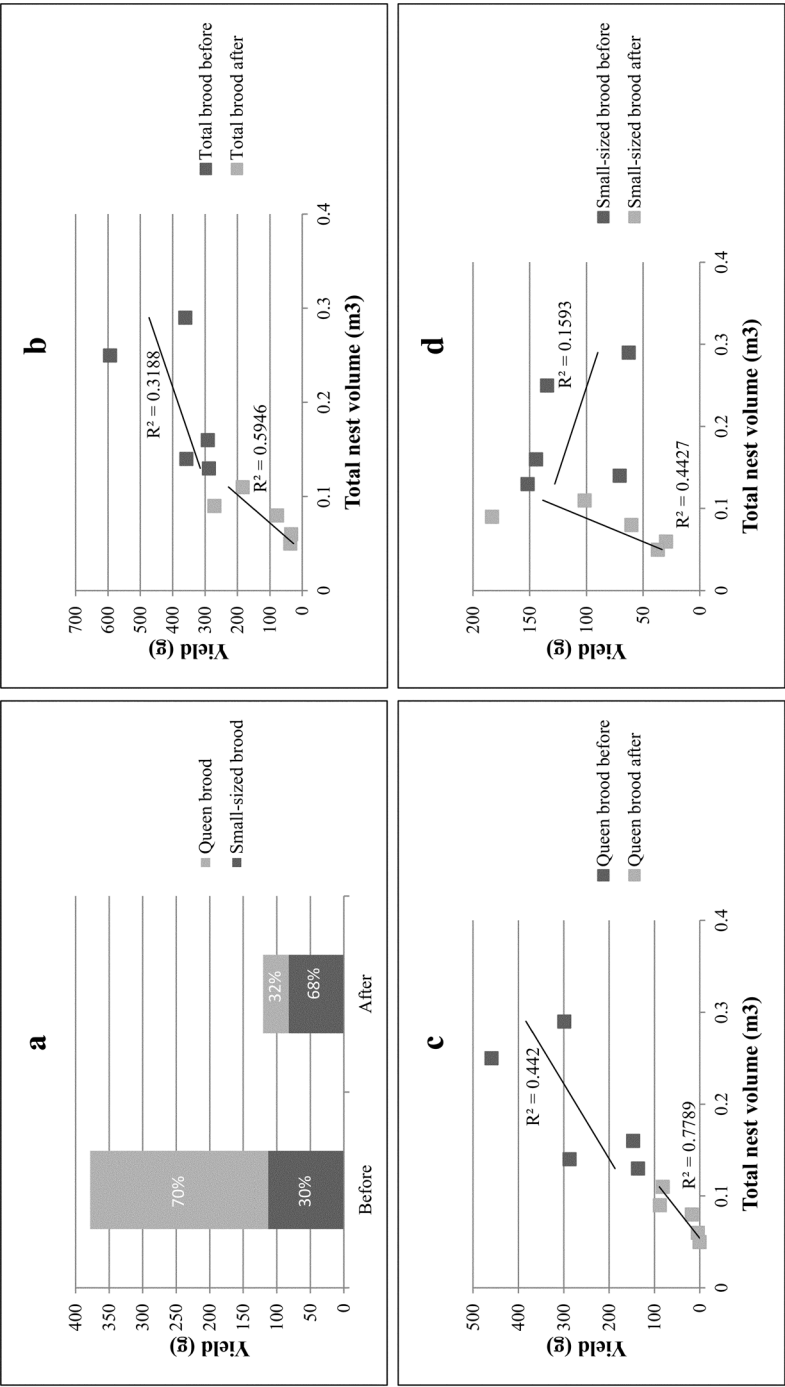 a
400
350
300
250
200
150
100
50
0
Yield (g)
70%
30%
32%
68%
Before
After
Queen brood
Small-sized brood
b
700
600
500
400
300
200
100
0
Yield (g)
R² = 0.3188
R² = 0.5946
0
0.1
0.2
0.3
0.4
Total nest volume (m3)
Total brood before
Total brood after
c
500
400
300
200
100
0
Yield (g)
R² = 0.442
R² = 0.7789
0
0.1
0.2
0.3
0.4
Total nest volume (m3)
Queen brood before
Queen brood after
d
200
150
100
50
0
Yield (g)
R² = 0.1593
R² = 0.4427
0
0.1
0.2
0.3
0.4
Total nest volume (m3)
Small-sized brood before
Small-sized brood after